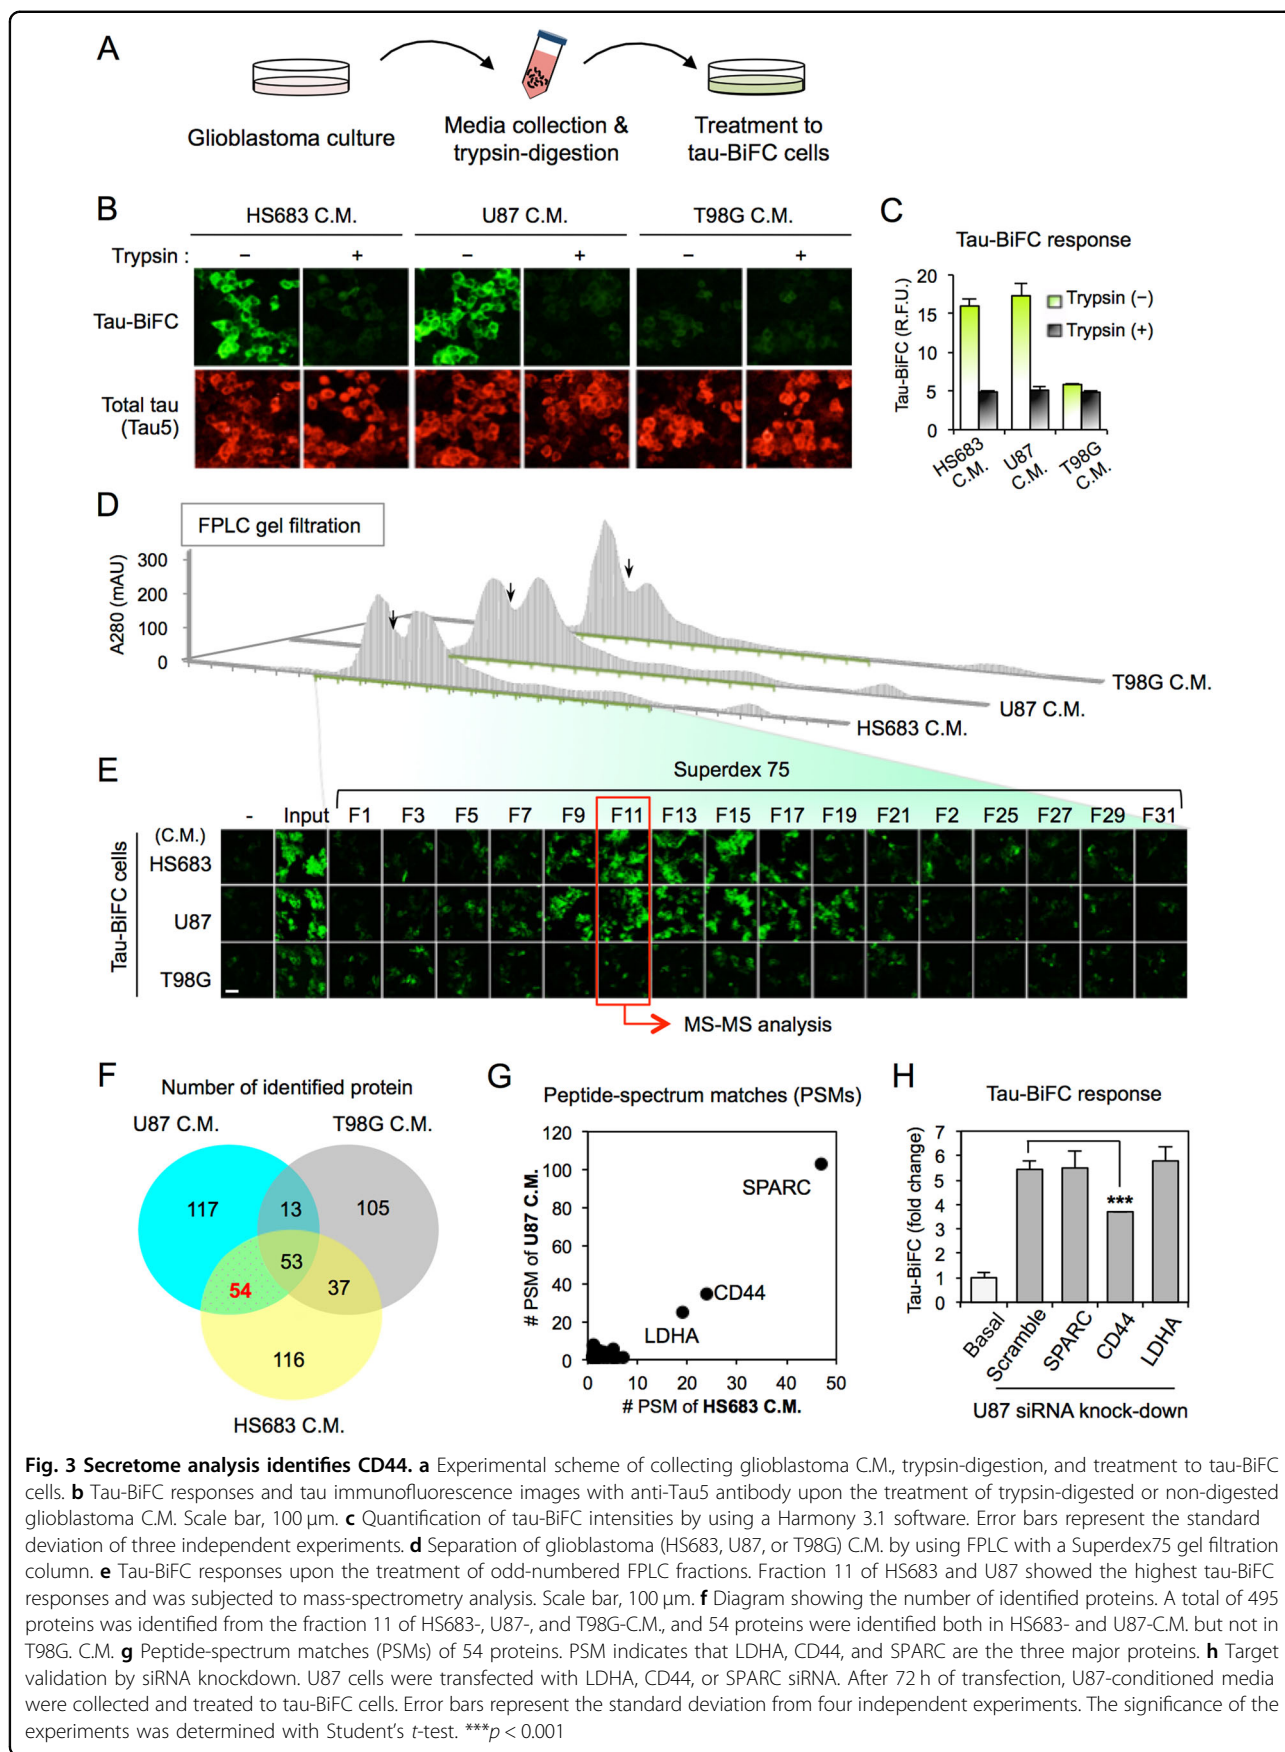 A
Glioblastoma culture
Media collection &
trypsin-digestion
Treatment to
tau-BiFC cells
B
HS683 C.M.
U87 C.M.
T98G C.M.
Trypsin :
− + − + − +
Tau-BiFC
Total tau
(Tau5)
C
Tau-BiFC response
Tau-BiFC (R.F.U.)
20
15
10
5
0
Trypsin (−)
Trypsin (+)
HS683
C.M.
U87
C.M.
T98G
C.M.
D
FPLC gel filtration
A280 (mAU)
300
200
100
0
T98G C.M.
U87 C.M.
HS683 C.M.
E
Superdex 75
- Input F1 F3 F5 F7 F9 F11 F13 F15 F17 F19 F21 F2 F25 F27 F29 F31
Tau-BiFC cells
(C.M.)
HS683
U87
T98G
MS-MS analysis
F
Number of identified protein
U87 C.M.
T98G C.M.
117
13
105
53
54
37
116
HS683 C.M.
G
Peptide-spectrum matches (PSMs)
# PSM of U87 C.M.
120
100
80
60
40
20
0
SPARC
CD44
LDHA
0 10 20 30 40 50
# PSM of HS683 C.M.
H
Tau-BiFC response
Tau-BiFC (fold change)
7
6
5
4
3
2
1
0
***
Basal
Scramble
SPARC
CD44
LDHA
U87 siRNA knock-down
Fig. 3 Secretome analysis identifies CD44. a Experimental scheme of collecting glioblastoma C.M., trypsin-digestion, and treatment to tau-BiFC
cells. b Tau-BiFC responses and tau immunofluorescence images with anti-Tau5 antibody upon the treatment of trypsin-digested or non-digested
glioblastoma C.M. Scale bar, 100 µm. c Quantification of tau-BiFC intensities by using a Harmony 3.1 software. Error bars represent the standard
deviation of three independent experiments. d Separation of glioblastoma (HS683, U87, or T98G) C.M. by using FPLC with a Superdex75 gel filtration
column. e Tau-BiFC responses upon the treatment of odd-numbered FPLC fractions. Fraction 11 of HS683 and U87 showed the highest tau-BiFC
responses and was subjected to mass-spectrometry analysis. Scale bar, 100 µm. f Diagram showing the number of identified proteins. A total of 495
proteins was identified from the fraction 11 of HS683-, U87-, and T98G-C.M., and 54 proteins were identified both in HS683- and U87-C.M. but not in
T98G. C.M. g Peptide-spectrum matches (PSMs) of 54 proteins. PSM indicates that LDHA, CD44, and SPARC are the three major proteins. h Target
validation by siRNA knockdown. U87 cells were transfected with LDHA, CD44, or SPARC siRNA. After 72 h of transfection, U87-conditioned media
were collected and treated to tau-BiFC cells. Error bars represent the standard deviation from four independent experiments. The significance of the
experiments was determined with Student's t-test. ***p < 0.001